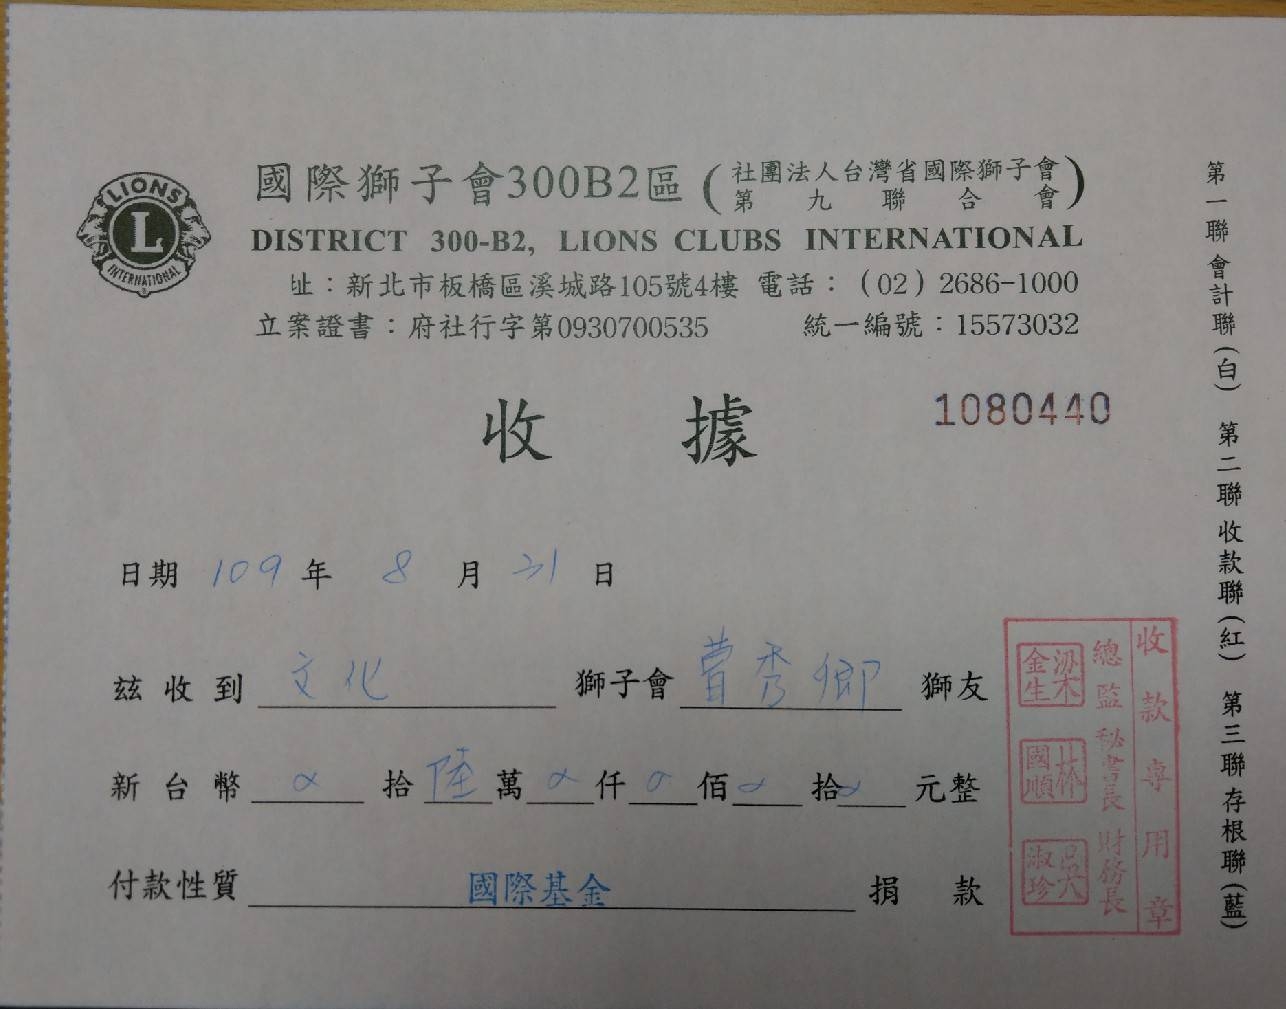 LIONS
L
INTERNATIONAL
國際獅子會300B2區(社團法人台灣省國際獅子會
第九聯合會)
DISTRICT 300-B2, LIONS CLUBS INTERNATIONAL
址：新北市板橋區溪城路105號4樓 電話：(02) 2686-1000
立案證書：府社行字第0930700535 統一編號：15573032
收據
1080440
日期 109 年 8 月 31 日
茲收到 文化 獅子會 曹秀卿 獅友
新台幣 拾 陸 萬 仟 佰 拾 元整
付款性質 國際基金 捐款
收款專用章
總監 秘書長 財務長
梁金生
林國順
吳淑珍
第一聯會計聯(白) 第二聯收款聯(紅) 第三聯存根聯(藍)